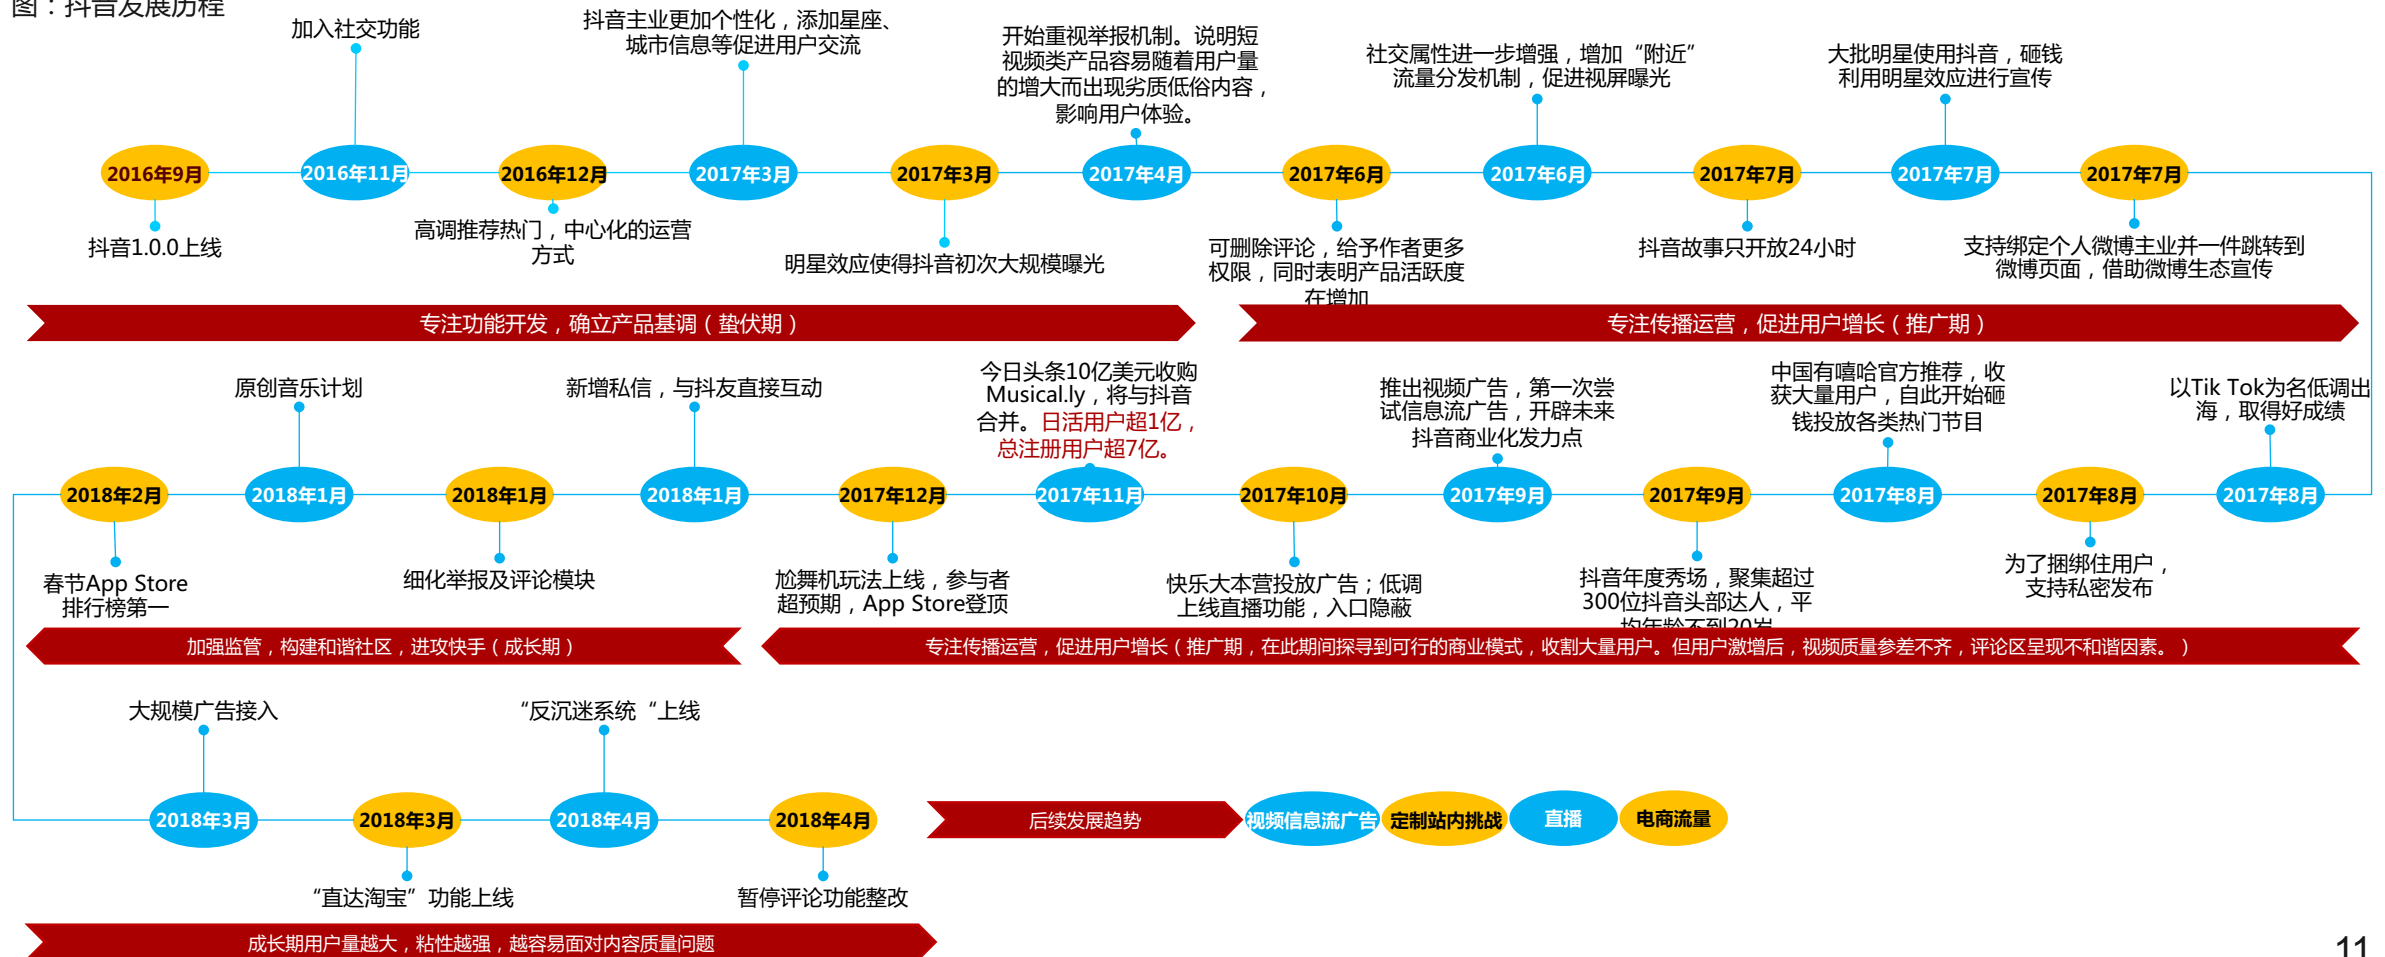 图：抖音发展历程
加入社交功能
抖音主业更加个性化，添加星座、
城市信息等促进用户交流
开始重视举报机制。说明短
视频类产品容易随着用户量
的增大而出现劣质低俗内容，
影响用户体验。
社交属性进一步增强，增加“附近”
流量分发机制，促进视屏曝光
大批明星使用抖音，砸钱
利用明星效应进行宣传
2016年9月
2016年11月
2016年12月
2017年3月
2017年3月
2017年4月
2017年6月
2017年6月
2017年7月
2017年7月
2017年7月
抖音1.0.0上线
高调推荐热门，中心化的运营
方式
明星效应使得抖音初次大规模曝光
可删除评论，给予作者更多
权限，同时表明产品活跃度
在增加
抖音故事只开放24小时
支持绑定个人微博主业并一件跳转到
微博页面，借助微博生态宣传
专注功能开发，确立产品基调（蛰伏期）
专注传播运营，促进用户增长（推广期）
原创音乐计划
新增私信，与抖友直接互动
今日头条10亿美元收购
Musical.ly，将与抖音
合并。日活用户超1亿，
总注册用户超7亿。
推出视频广告，第一次尝
试信息流广告，开辟未来
抖音商业化发力点
中国有嘻哈官方推荐，收
获大量用户，自此开始砸
钱投放各类热门节目
以Tik Tok为名低调出
海，取得好成绩
2018年2月
2018年1月
2018年1月
2018年1月
2017年12月
2017年11月
2017年10月
2017年9月
2017年9月
2017年8月
2017年8月
2017年8月
春节App Store
排行榜第一
细化举报及评论模块
尬舞机玩法上线，参与者
超预期，App Store登顶
快乐大本营投放广告；低调
上线直播功能，入口隐蔽
抖音年度秀场，聚集超过
300位抖音头部达人，平
均年龄不到20岁
为了捆绑住用户，
支持私密发布
加强监管，构建和谐社区，进攻快手（成长期）
专注传播运营，促进用户增长（推广期，在此期间探寻到可行的商业模式，收割大量用户。但用户激增后，视频质量参差不齐，评论区呈现不和谐因素。）
大规模广告接入
“反沉迷系统“上线
2018年3月
2018年3月
2018年4月
2018年4月
后续发展趋势
视频信息流广告
定制站内挑战
直播
电商流量
“直达淘宝”功能上线
暂停评论功能整改
成长期用户量越大，粘性越强，越容易面对内容质量问题
11